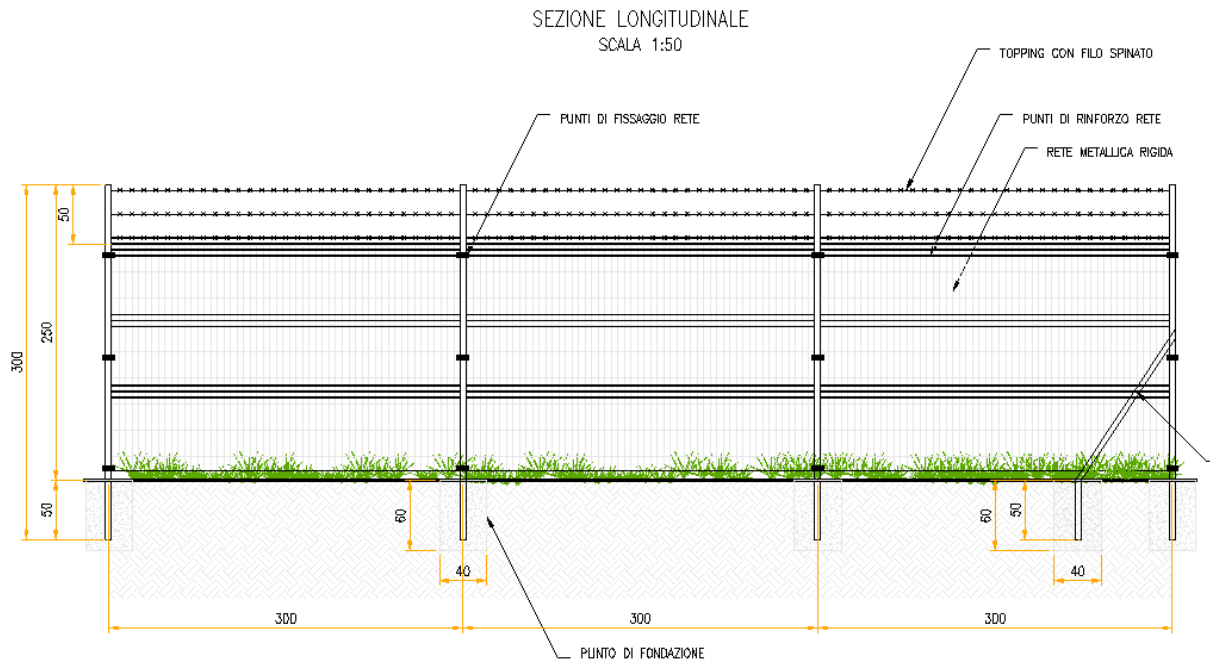 SEZIONE LONGITUDINALE
SCALA 1:50
TOPPING CON FILO SPINATO
PUNTI DI FISSAGGIO RETE
PUNTI DI RINFORZO RETE
RETE METALLICA RIGIDA
50
300
250
50
60
40
60
50
40
300
300
300
PUNTO DI FONDAZIONE